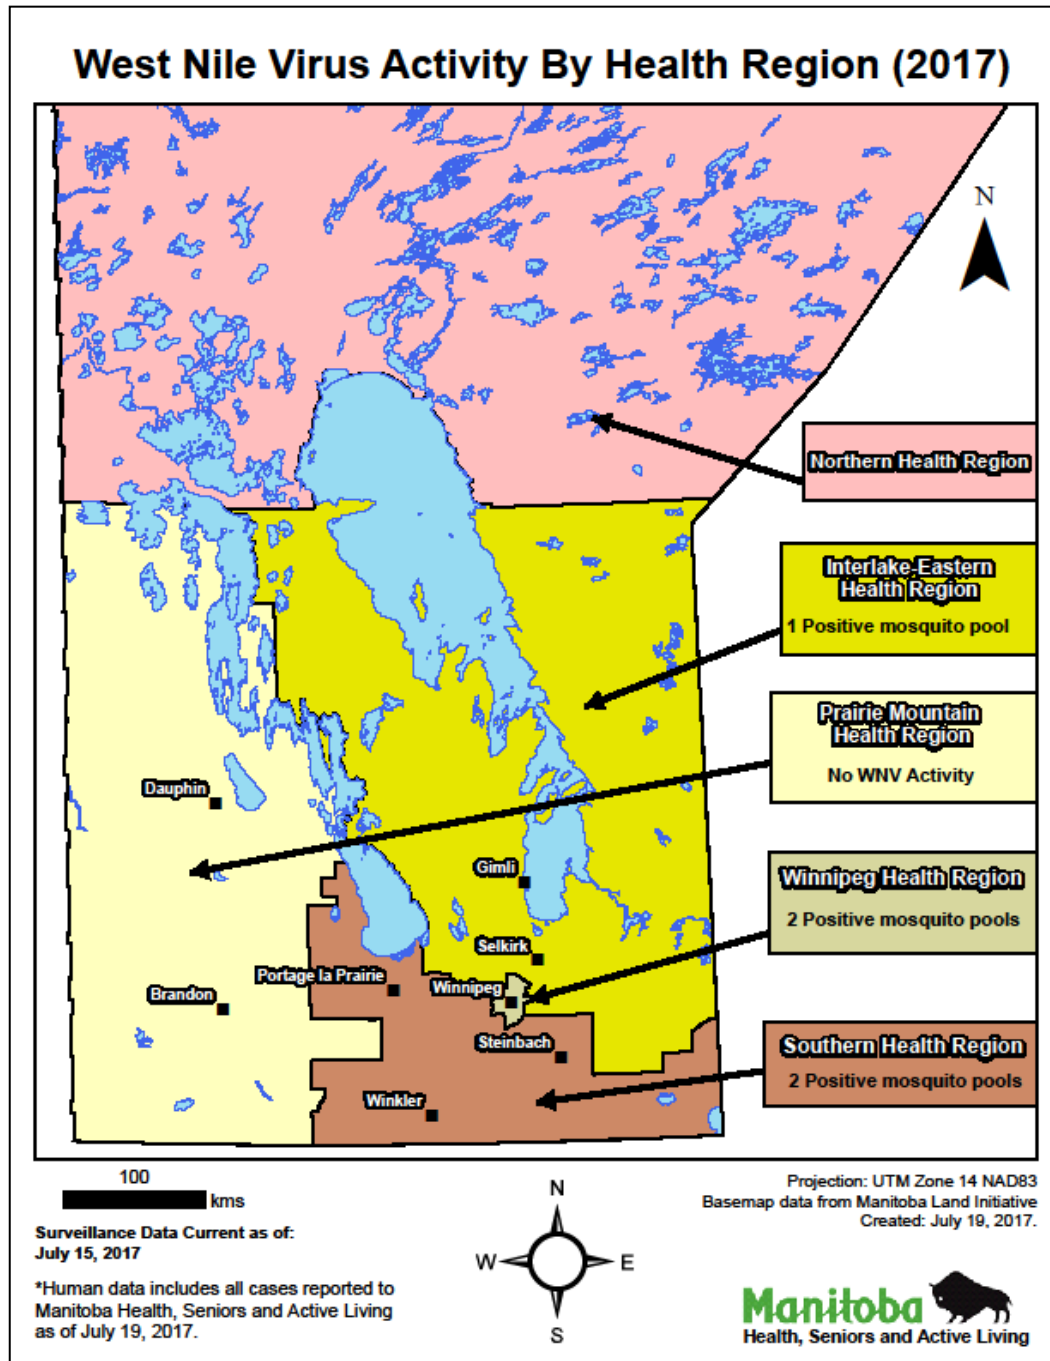 West Nile Virus Activity By Health Region (2017)
N
Northern Health Region
Interlake-Eastern
Health Region
1 Positive mosquito pool
Prairie Mountain
Health Region
No WNV Activity
Dauphin
Gimli
Winnipeg Health Region
2 Positive mosquito pools
Selkirk
Portage la Prairie
Winnipeg
Brandon
Steinbach
Southern Health Region
2 Positive mosquito pools
Winkler
100
kms
Surveillance Data Current as of:
July 15, 2017
*Human data includes all cases reported to
Manitoba Health, Seniors and Active Living
as of July 19, 2017.
N
W
E
S
Projection: UTM Zone 14 NAD83
Basemap data from Manitoba Land Initiative
Created: July 19, 2017.
Manitoba
Health, Seniors and Active Living